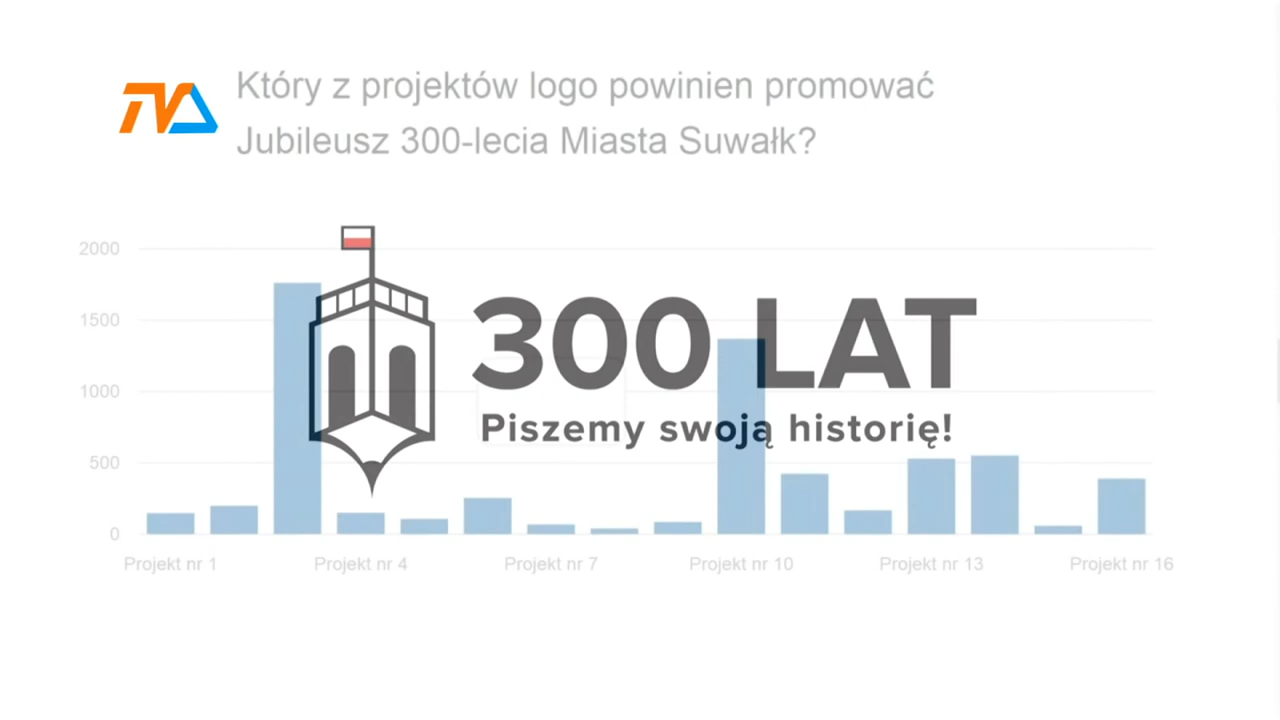 TVA
Który z projektów logo powinien promować
Jubileusz 300-lecia Miasta Suwałk?
2000
1500
1000
500
0
300 LAT
Piszemy swoją historię!
Projekt nr 1
Projekt nr 4
Projekt nr 7
Projekt nr 10
Projekt nr 13
Projekt nr 16